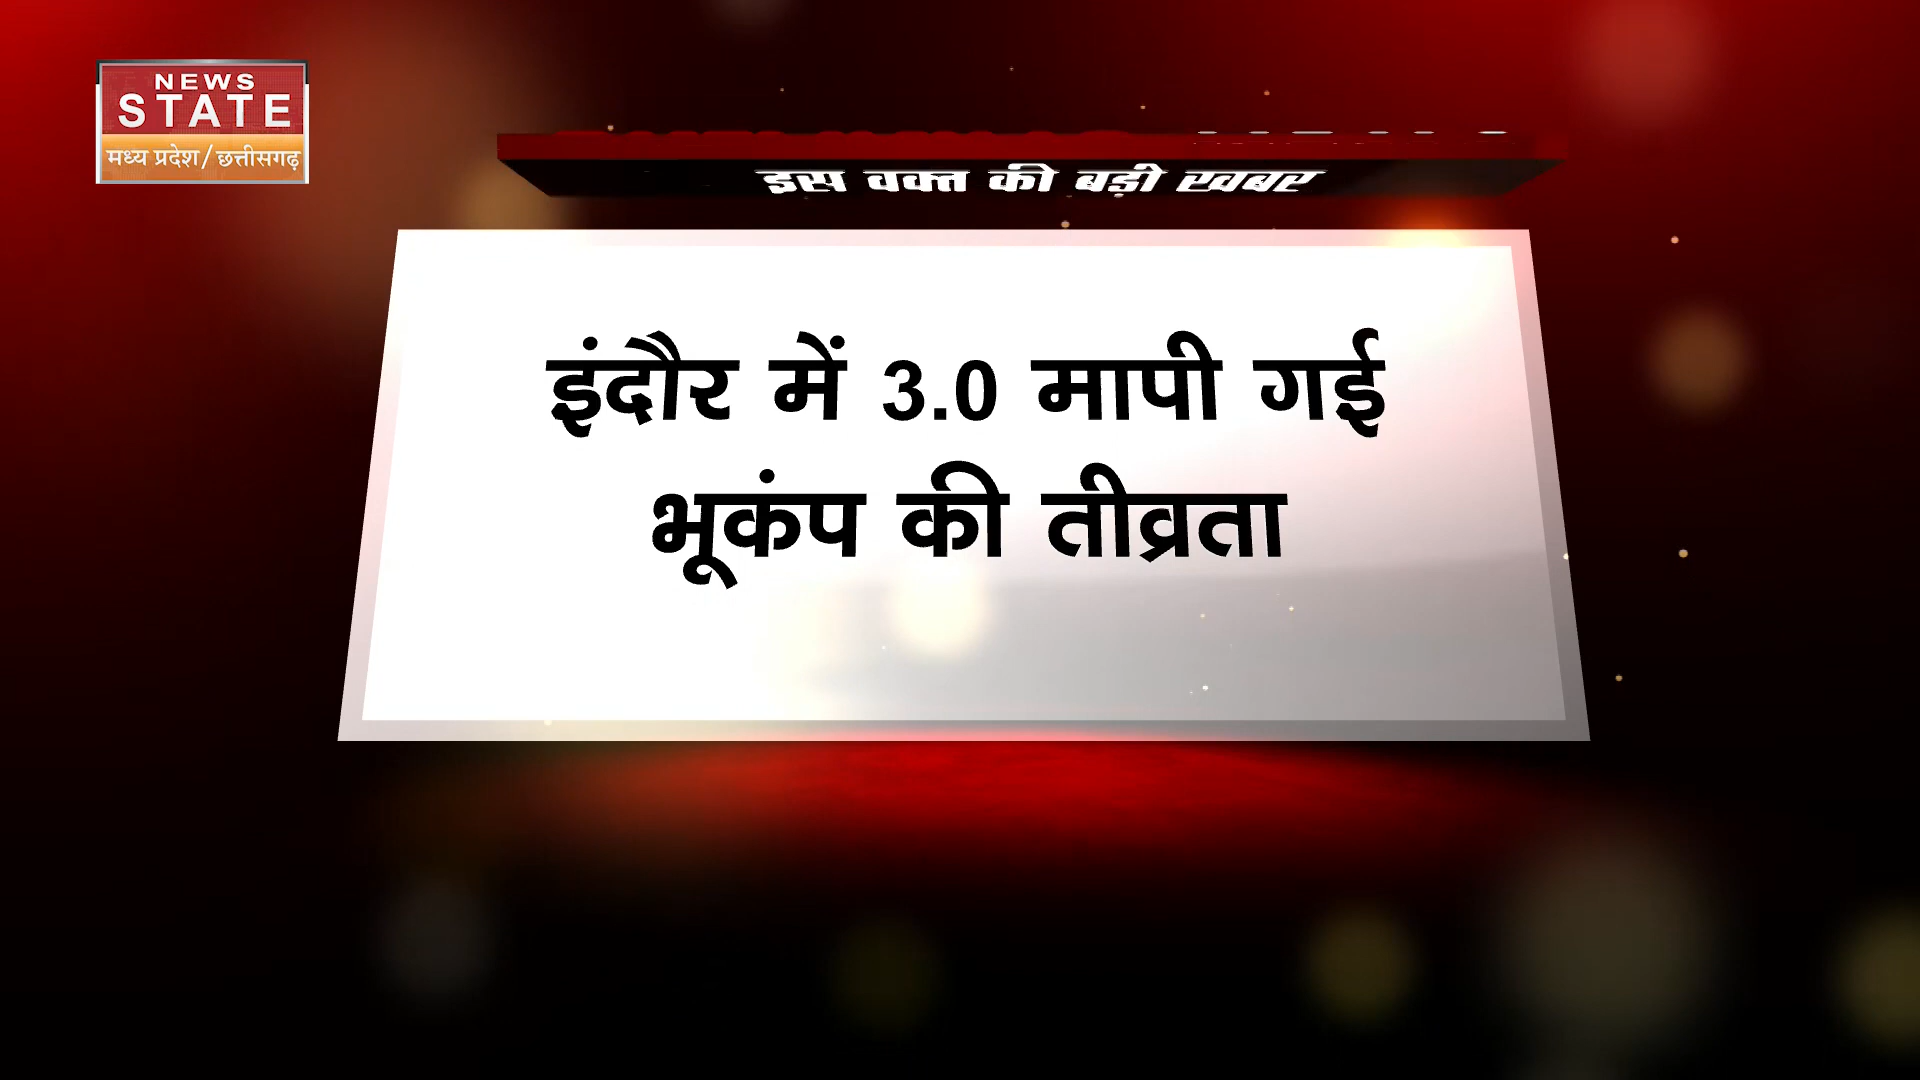 NEWS
STATE
मध्य प्रदेश/छत्तीसगढ़
इस वक्त की बड़ी खबर
इंदौर में 3.0 मापी गई
भूकंप की तीव्रता